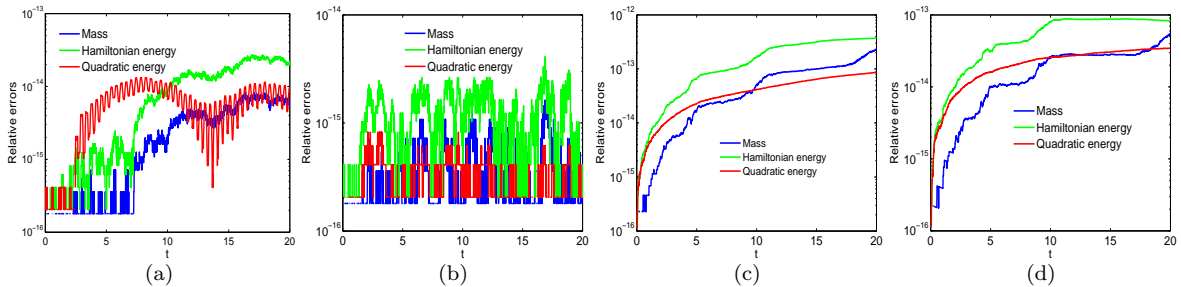 10^-13
10^-14
10^-15
10^-16
Relative errors
Mass
Hamiltonian energy
Quadratic energy
0 5 10 15 20
t
(a)
10^-14
10^-15
10^-16
Relative errors
Mass
Hamiltonian energy
Quadratic energy
0 5 10 15 20
t
(b)
10^-12
10^-13
10^-14
10^-15
10^-16
Relative errors
Mass
Hamiltonian energy
Quadratic energy
0 5 10 15 20
t
(c)
10^-13
10^-14
10^-15
10^-16
Relative errors
Mass
Hamiltonian energy
Quadratic energy
0 5 10 15 20
t
(d)